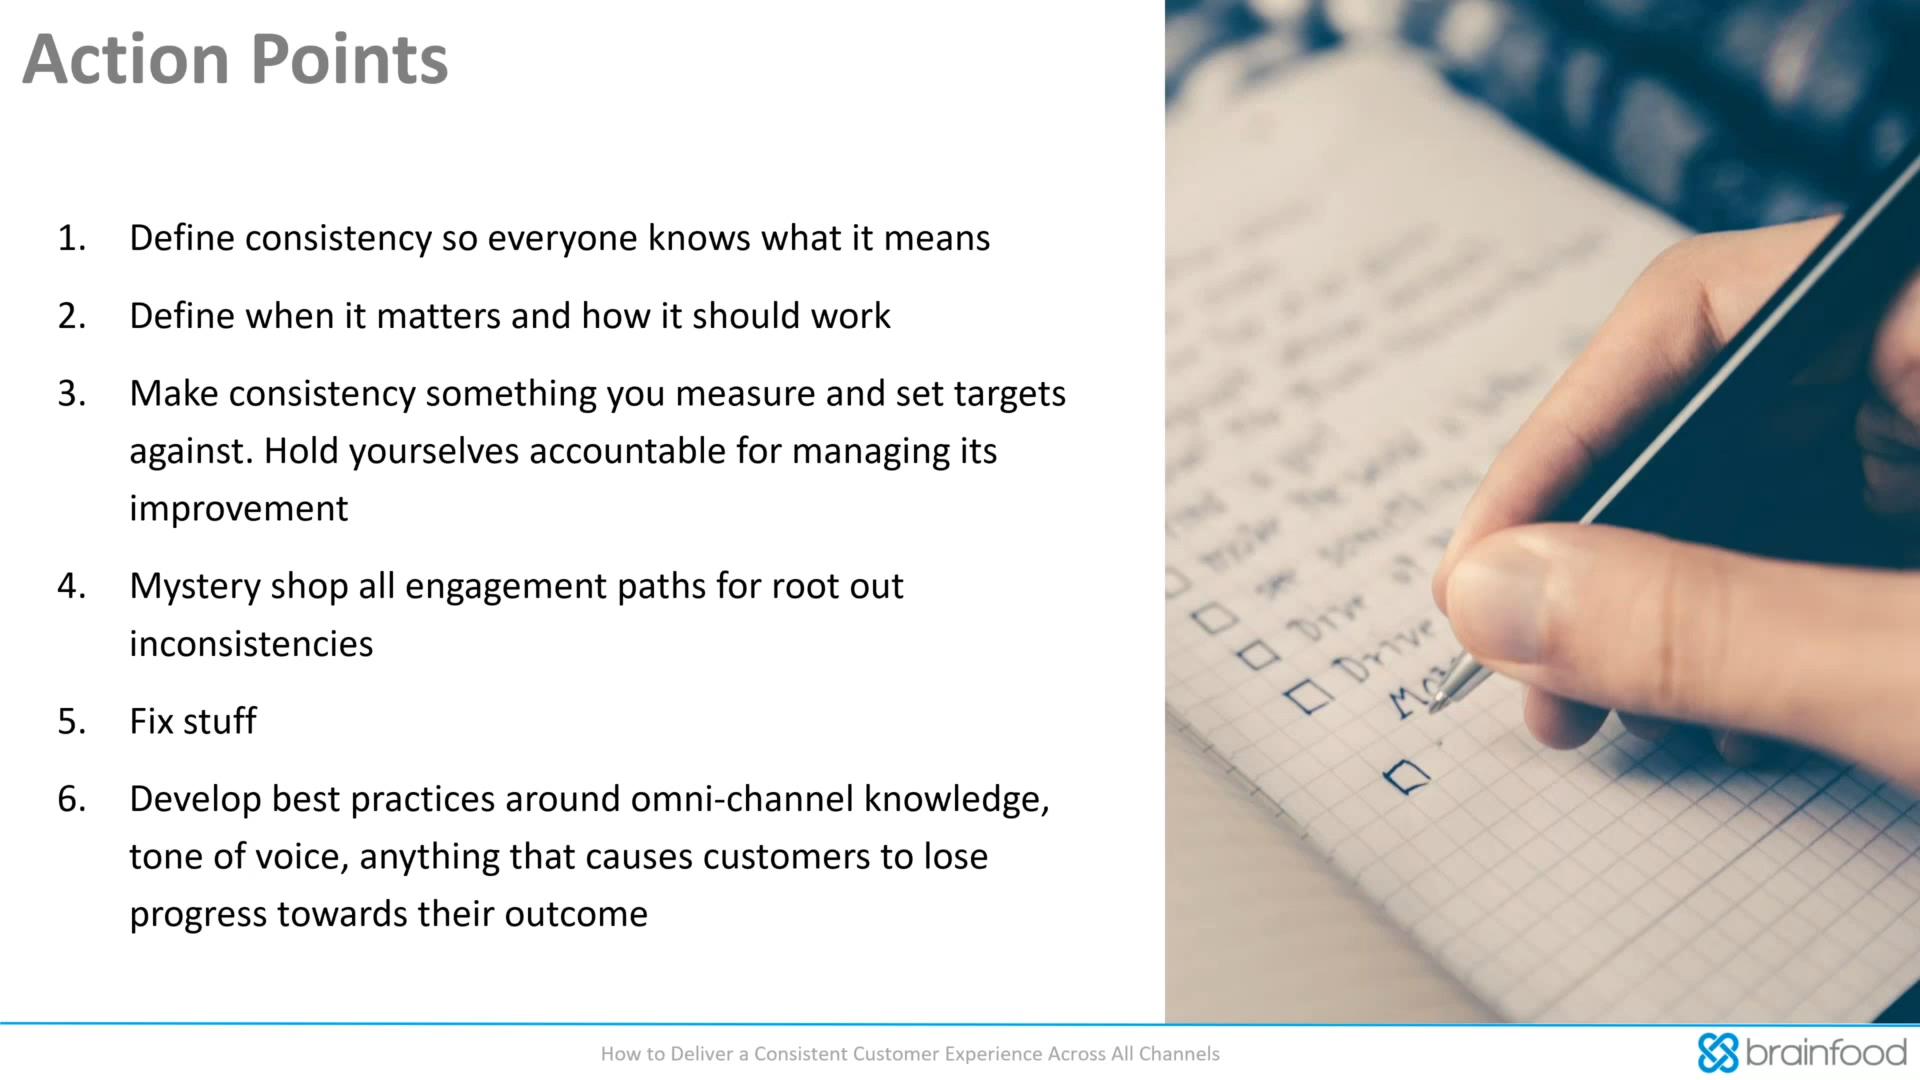 Action Points
1. Define consistency so everyone knows what it means
2. Define when it matters and how it should work
3. Make consistency something you measure and set targets
against. Hold yourselves accountable for managing its
improvement
4. Mystery shop all engagement paths for root out
inconsistencies
5. Fix stuff
6. Develop best practices around omni-channel knowledge,
tone of voice, anything that causes customers to lose
progress towards their outcome
Drive
Drive
How to Deliver a Consistent Customer Experience Across All Channels
brainfood